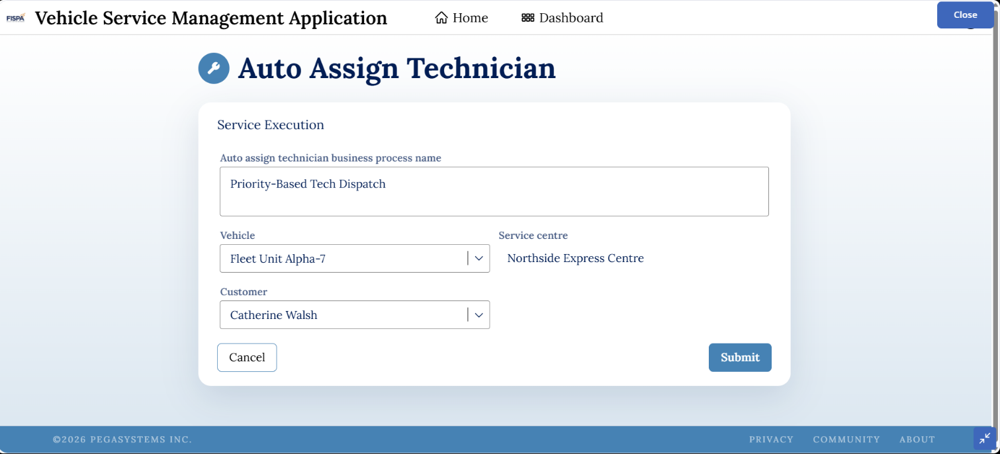 FISPA
Vehicle Service Management Application
Home
Dashboard
Close
Auto Assign Technician
Service Execution
Auto assign technician business process name
Priority-Based Tech Dispatch
Vehicle
Service centre
Fleet Unit Alpha-7
Northside Express Centre
Customer
Catherine Walsh
Cancel
Submit
©2026 PEGASYSTEMS INC.
PRIVACY
COMMUNITY
ABOUT